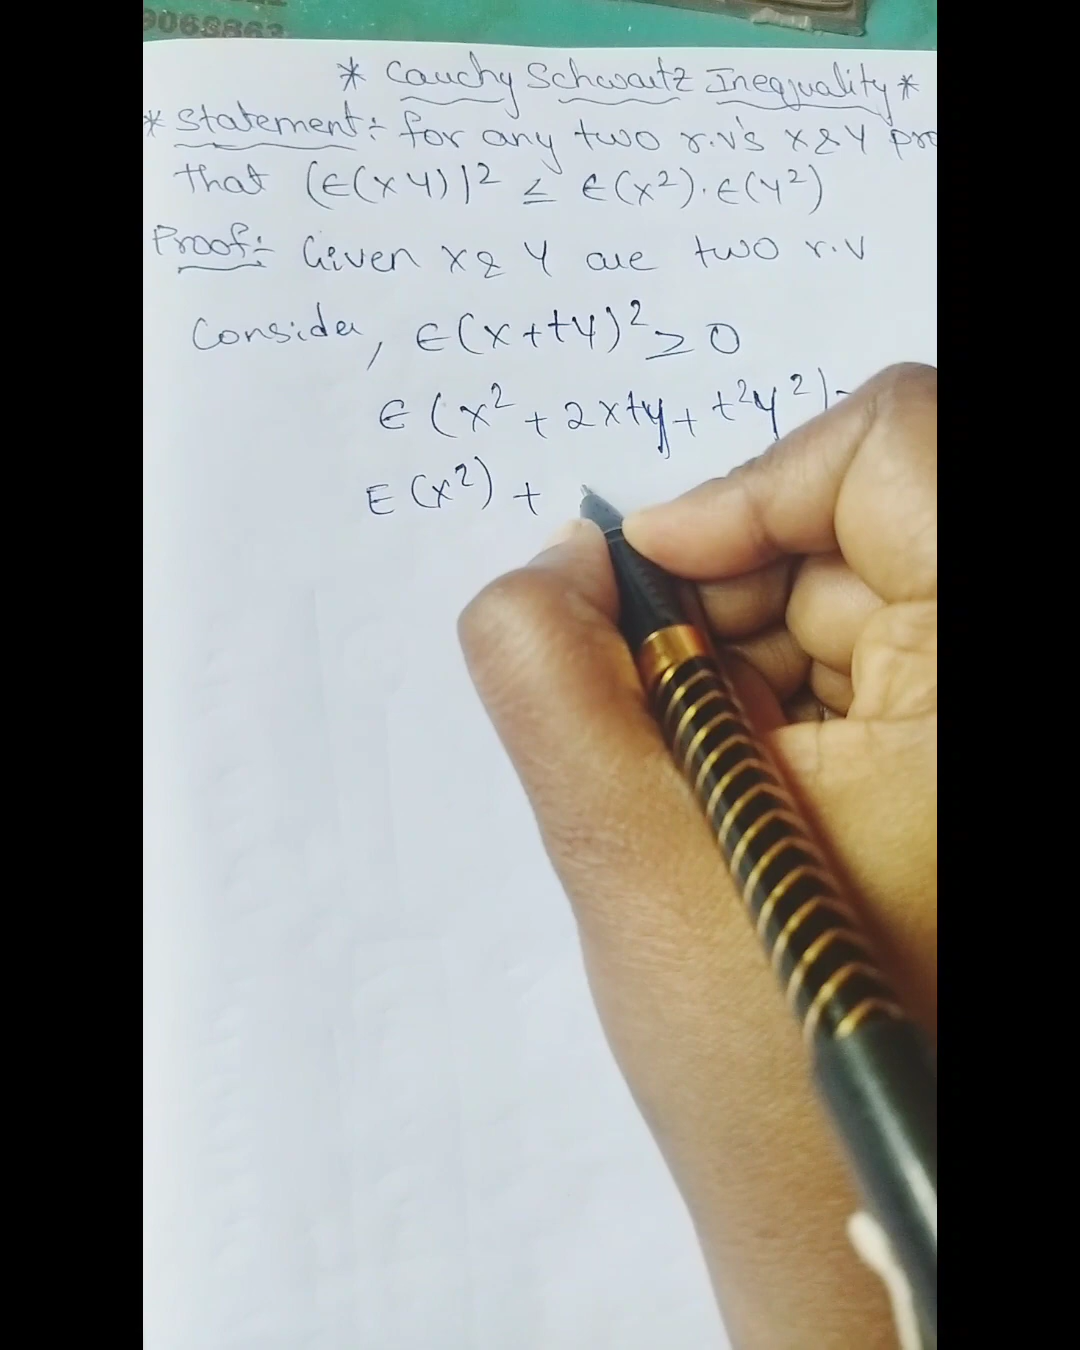 * Cauchy Schwartz Inequality *
* Statement:- for any two r.v's X & Y
that (E(XY))² ≤ E(X²).E(Y²)
Proof:- Given X & Y are two r.v
Consider, E(X+tY)² ≥ 0
E(x² + 2xty + t²y²)
E(x²) +